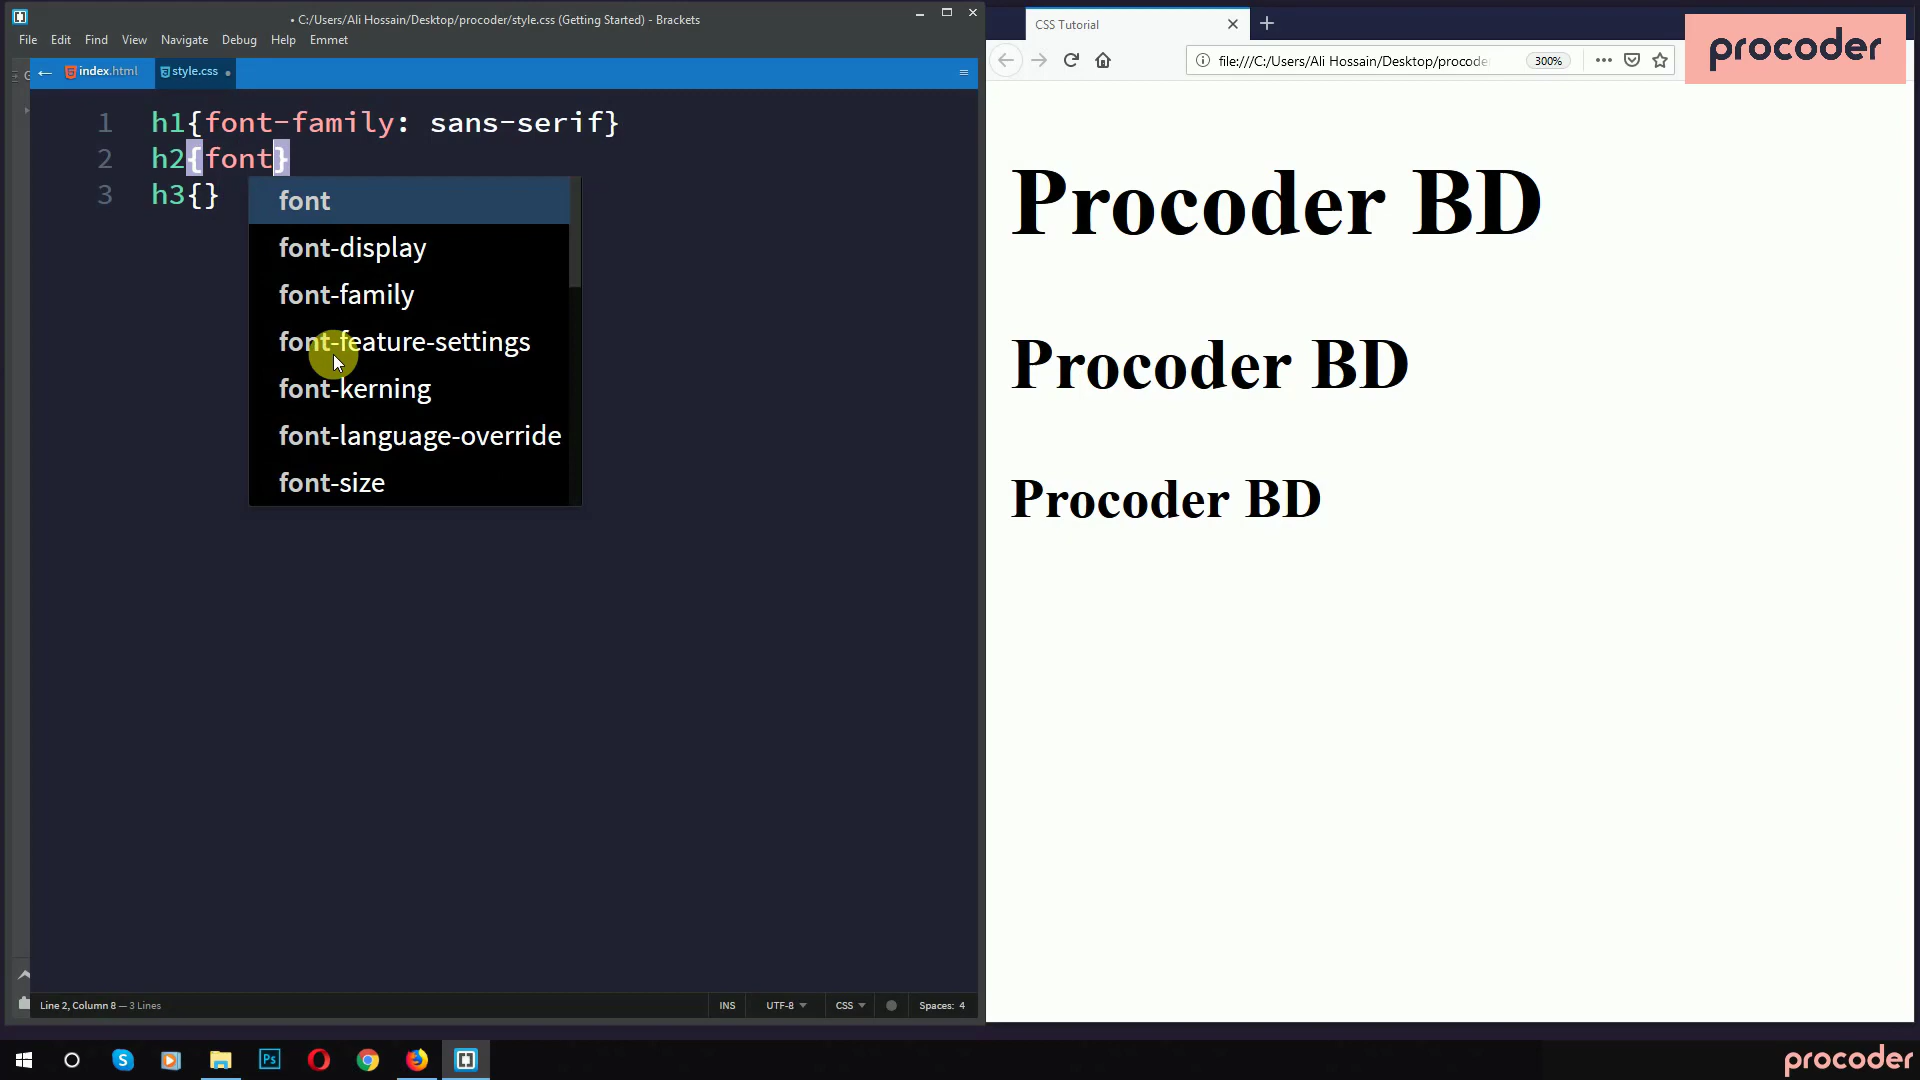 • C:/Users/Ali Hossain/Desktop/procoder/style.css (Getting Started) - Brackets
File Edit Find View Navigate Debug Help Emmet
index.html
style.css •
1 h1{font-family: sans-serif}
2 h2{font}
3 h3{}
font
font-display
font-family
font-feature-settings
font-kerning
font-language-override
font-size
Line 2, Column 8 — 3 Lines
INS
UTF-8
CSS
Spaces: 4
CSS Tutorial
file:///C:/Users/Ali Hossain/Desktop/procode
300%
procoder
Procoder BD
Procoder BD
Procoder BD
Ps
procoder